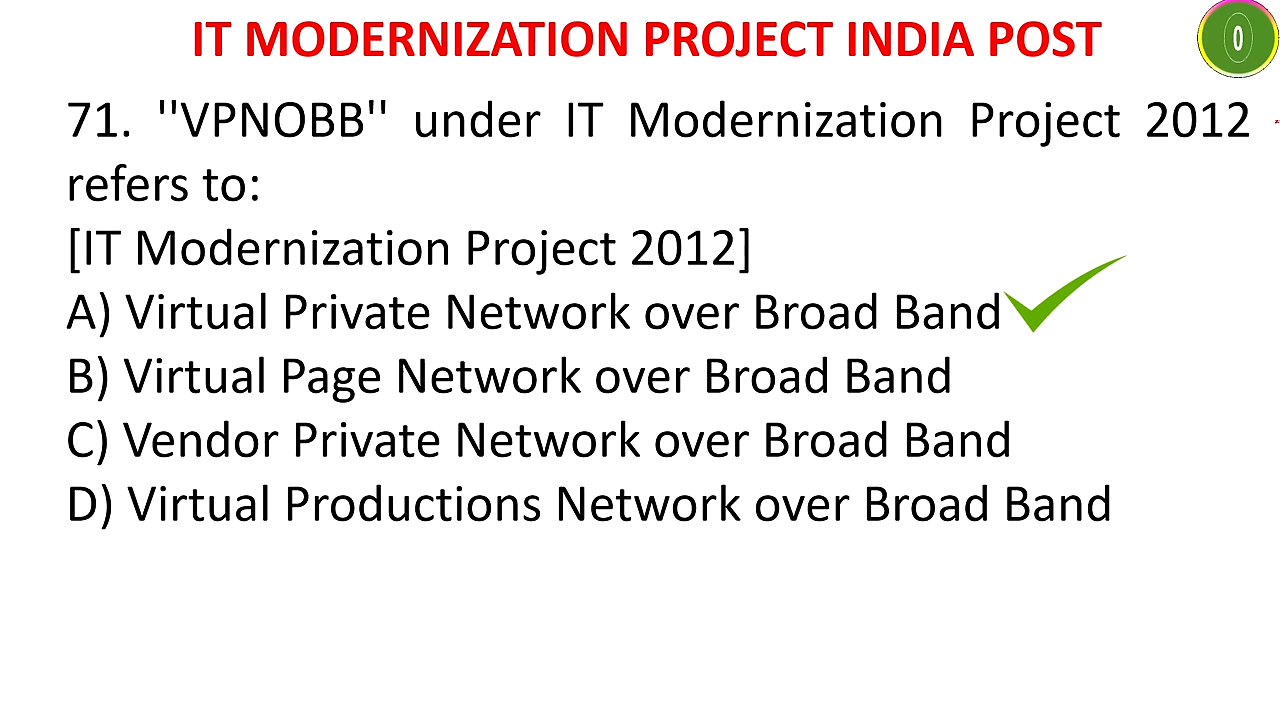 IT MODERNIZATION PROJECT INDIA POST
0
71. ''VPNOBB'' under IT Modernization Project 2012
refers to:
[IT Modernization Project 2012]
A) Virtual Private Network over Broad Band
B) Virtual Page Network over Broad Band
C) Vendor Private Network over Broad Band
D) Virtual Productions Network over Broad Band